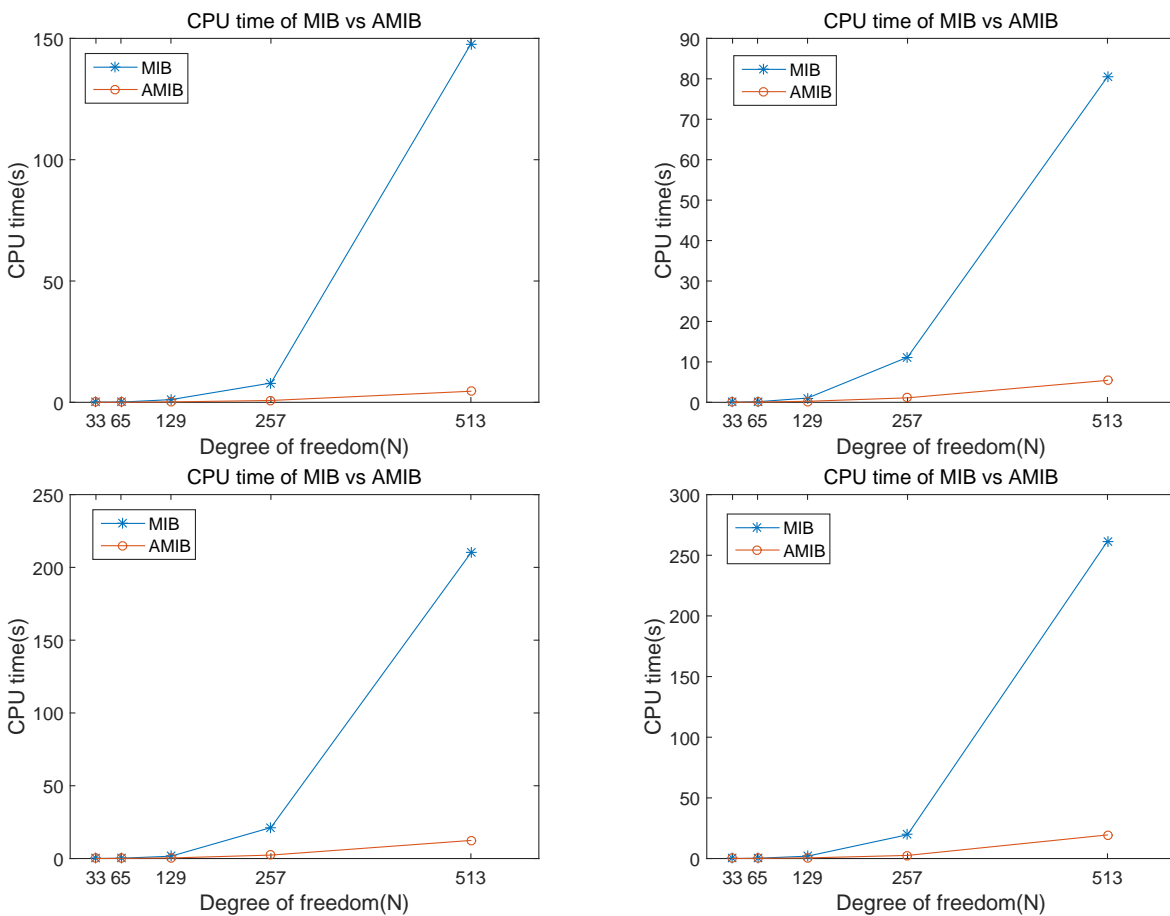 CPU time of MIB vs AMIB
150
100
50
0
CPU time(s)
MIB
AMIB
33 65 129 257 513
Degree of freedom(N)
CPU time of MIB vs AMIB
90
80
70
60
50
40
30
20
10
0
CPU time(s)
MIB
AMIB
33 65 129 257 513
Degree of freedom(N)
CPU time of MIB vs AMIB
250
200
150
100
50
0
CPU time(s)
MIB
AMIB
33 65 129 257 513
Degree of freedom(N)
CPU time of MIB vs AMIB
300
250
200
150
100
50
0
CPU time(s)
MIB
AMIB
33 65 129 257 513
Degree of freedom(N)